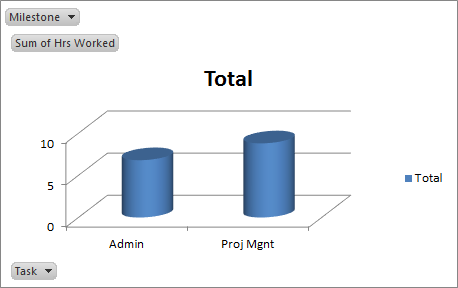 Milestone
Sum of Hrs Worked
Total
10
5
0
Admin
Proj Mgnt
Total
Task